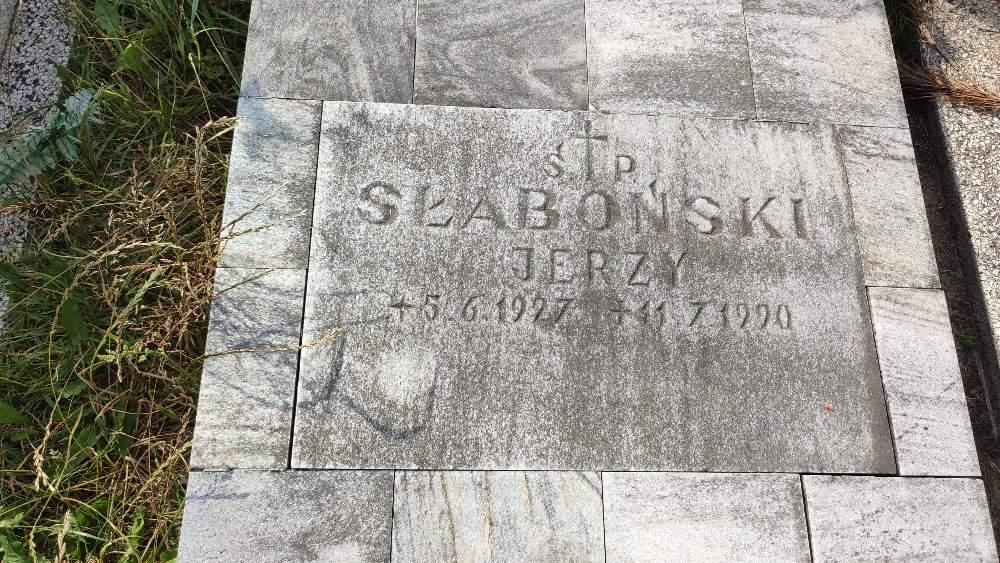 Ś P.
SŁABOŃSKI
JERZY
+5.6.1927 +11.7.1990